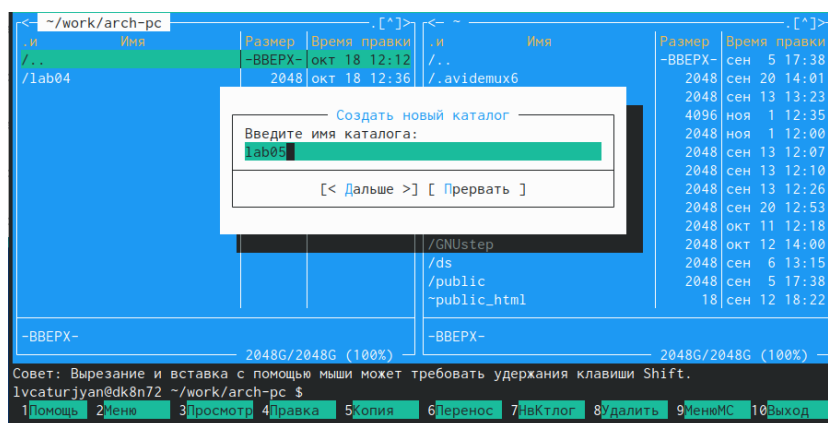 <- ~/work/arch-pc .[^]> <- ~ .[^]>
.и Имя Размер Время правки .и Имя Размер Время правки
/.. -ВВЕРХ- окт 18 12:12 /.. -ВВЕРХ- сен 5 17:38
/lab04 2048 окт 18 12:36 /.avidemux6 2048 сен 20 14:01
2048 сен 13 13:23
Создать новый каталог 4096 ноя 1 12:35
Введите имя каталога: 2048 ноя 1 12:00
lab05 2048 сен 13 12:07
2048 сен 13 12:10
[< Дальше >] [ Прервать ] 2048 сен 13 12:26
2048 сен 20 12:53
2048 окт 11 12:18
/GNUstep 2048 окт 12 14:00
/ds 2048 сен 6 13:15
/public 2048 сен 5 17:38
~public_html 18 сен 12 18:22
-ВВЕРХ- -ВВЕРХ-
2048G/2048G (100%) 2048G/2048G (100%)
Совет: Вырезание и вставка с помощью мыши может требовать удержания клавиши Shift.
lvcaturjyan@dk8n72 ~/work/arch-pc $
1Помощь 2Меню 3Просмотр 4Правка 5Копия 6Перенос 7НвКтлог 8Удалить 9МенюMC 10Выход